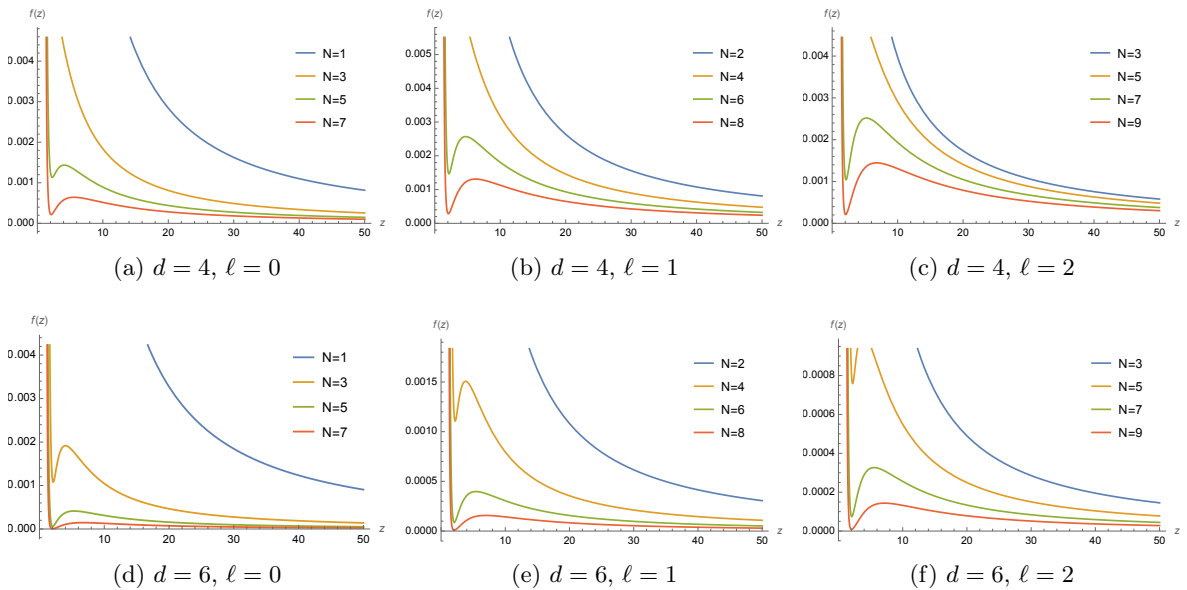 f(z)
0.004
0.003
0.002
0.001
0.000
10
20
30
40
50
z
N=1
N=3
N=5
N=7
(a) d = 4, ℓ = 0
f(z)
0.005
0.004
0.003
0.002
0.001
0.000
10
20
30
40
50
z
N=2
N=4
N=6
N=8
(b) d = 4, ℓ = 1
f(z)
0.004
0.003
0.002
0.001
0.000
10
20
30
40
50
z
N=3
N=5
N=7
N=9
(c) d = 4, ℓ = 2
f(z)
0.004
0.003
0.002
0.001
0.000
10
20
30
40
50
z
N=1
N=3
N=5
N=7
(d) d = 6, ℓ = 0
f(z)
0.0015
0.0010
0.0005
0.0000
10
20
30
40
50
z
N=2
N=4
N=6
N=8
(e) d = 6, ℓ = 1
f(z)
0.0008
0.0006
0.0004
0.0002
0.0000
10
20
30
40
50
z
N=3
N=5
N=7
N=9
(f) d = 6, ℓ = 2